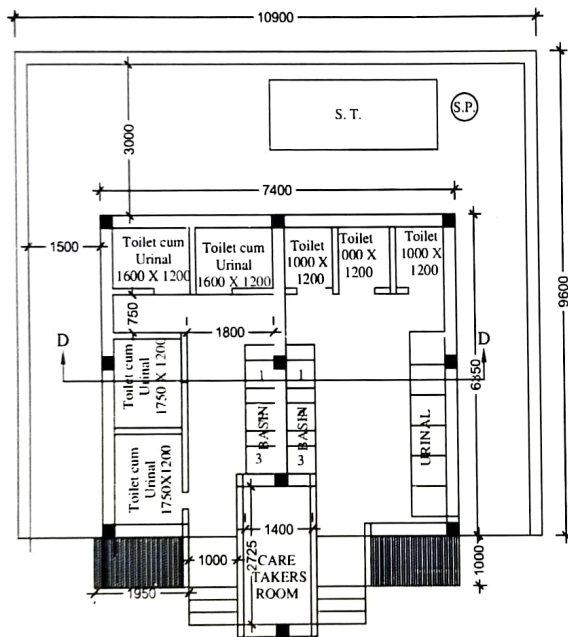 10900
S. T.
S.P.
3000
7400
1500
9600
Toilet cum
Urinal
1600 X 1200
Toilet cum
Urinal
1600 X 1200
Toilet
1000 X
1200
Toilet
000 X
1200
Toilet
1000 X
1200
750
1800
D
D
6350
Toilet cum
Urinal
1750 X 1200
Toilet cum
Urinal
1750X1200
1
BASIN
3
1
BASIN
3
URINAL
1400
2725
1000
CARE
TAKERS
ROOM
1000
1950